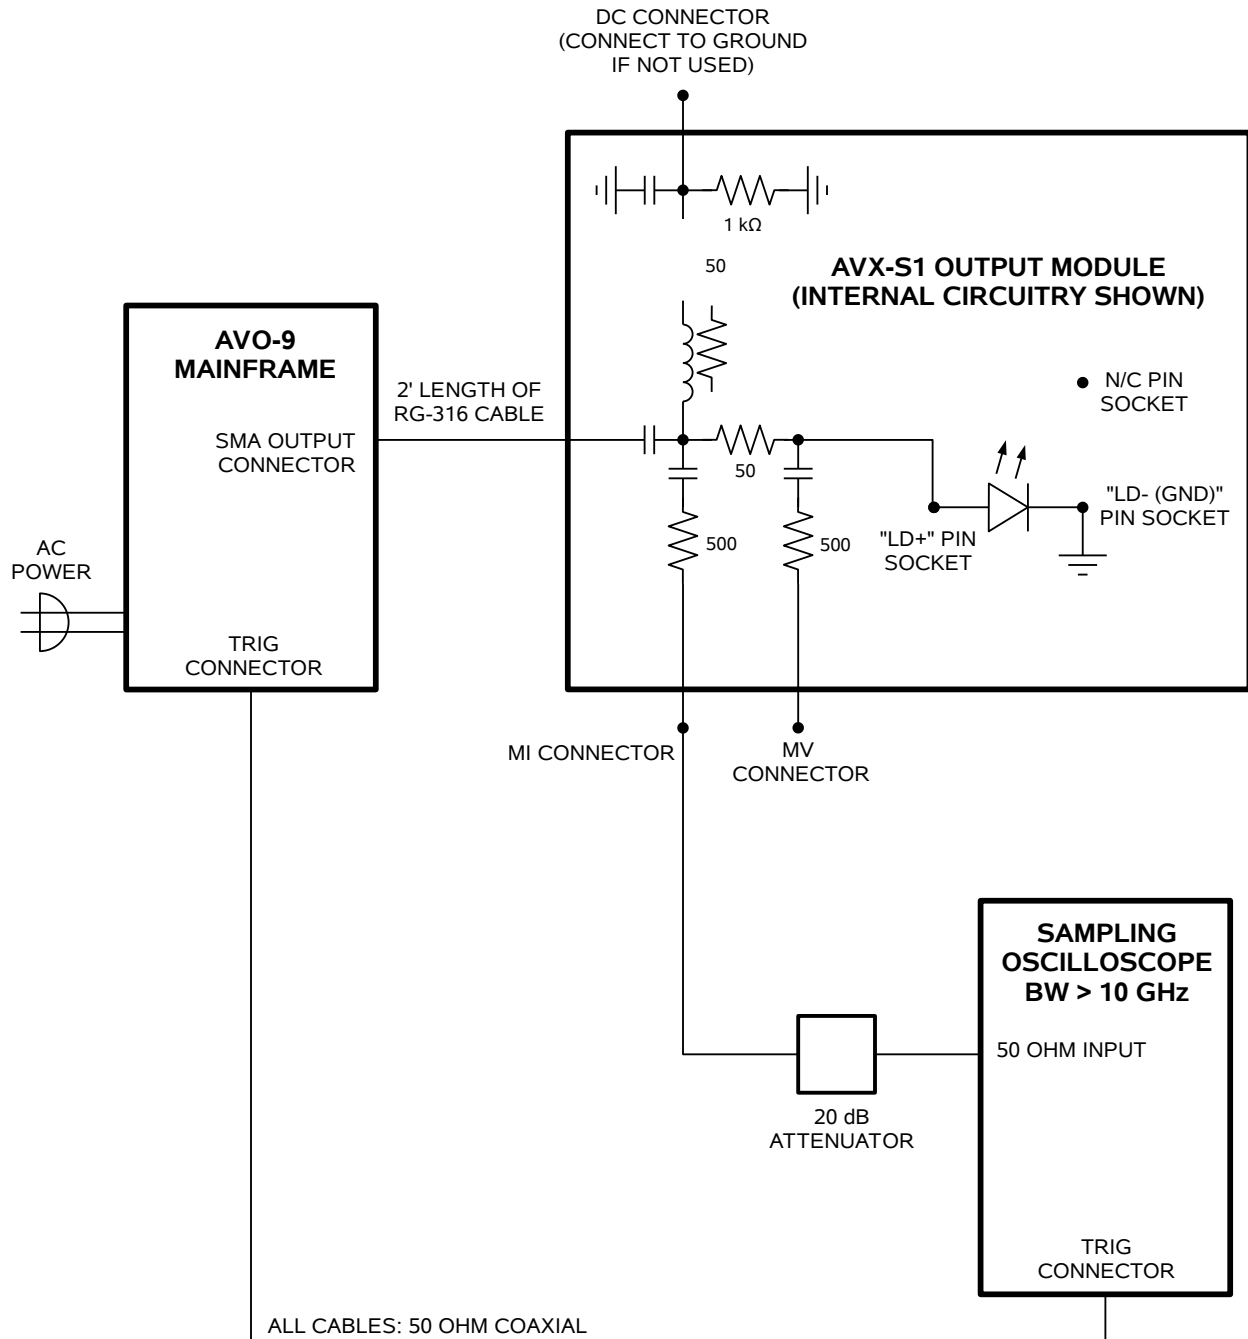 DC CONNECTOR
(CONNECT TO GROUND
IF NOT USED)
1 kΩ
50
AVX-S1 OUTPUT MODULE
(INTERNAL CIRCUITRY SHOWN)
AVO-9
MAINFRAME
2' LENGTH OF
RG-316 CABLE
N/C PIN
SOCKET
SMA OUTPUT
CONNECTOR
50
"LD- (GND)"
PIN SOCKET
500
500
"LD+" PIN
SOCKET
AC
POWER
TRIG
CONNECTOR
MI CONNECTOR
MV
CONNECTOR
SAMPLING
OSCILLOSCOPE
BW > 10 GHz
50 OHM INPUT
20 dB
ATTENUATOR
TRIG
CONNECTOR
ALL CABLES: 50 OHM COAXIAL